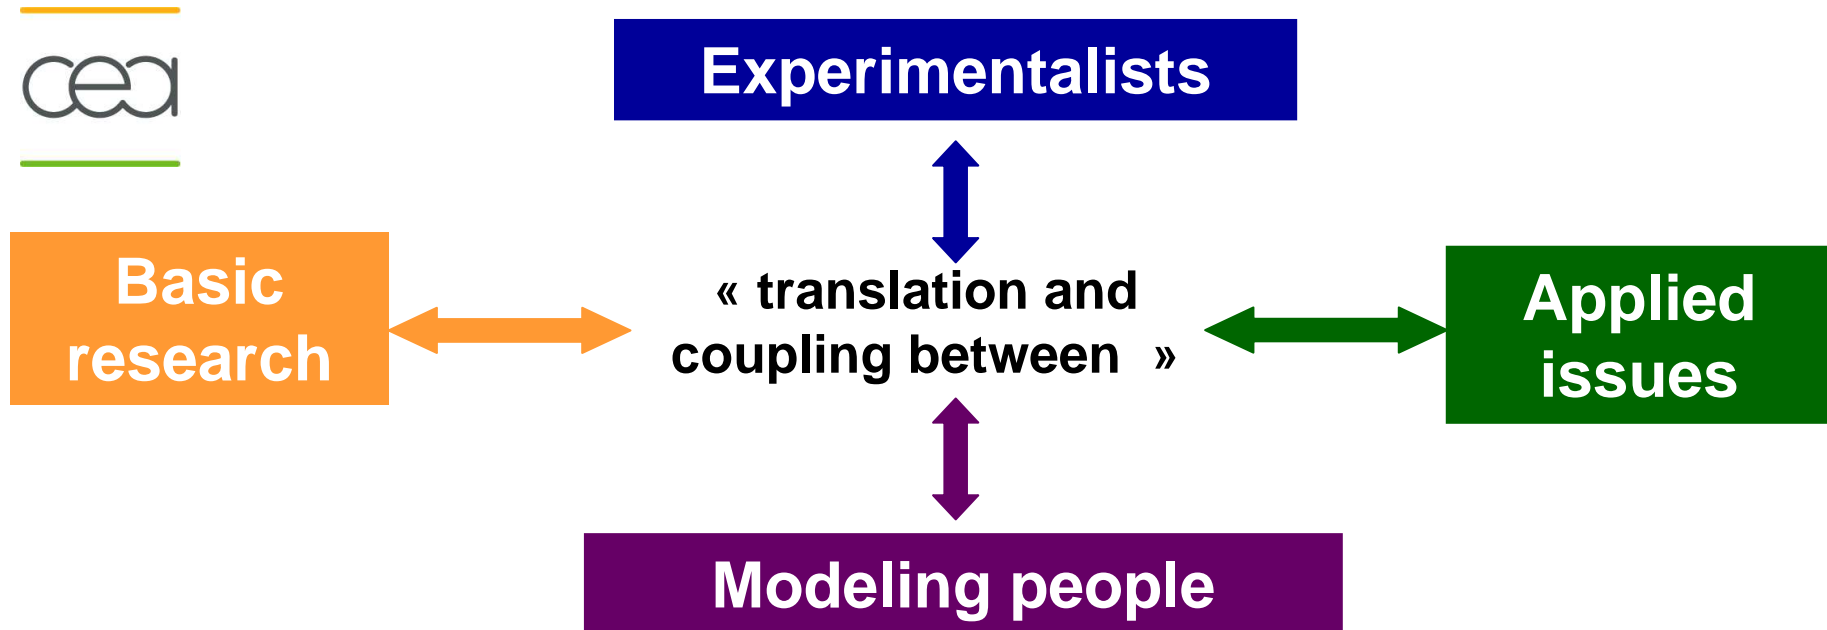 cea
Experimentalists
Basic
research
« translation and
coupling between  »
Applied
issues
Modeling people